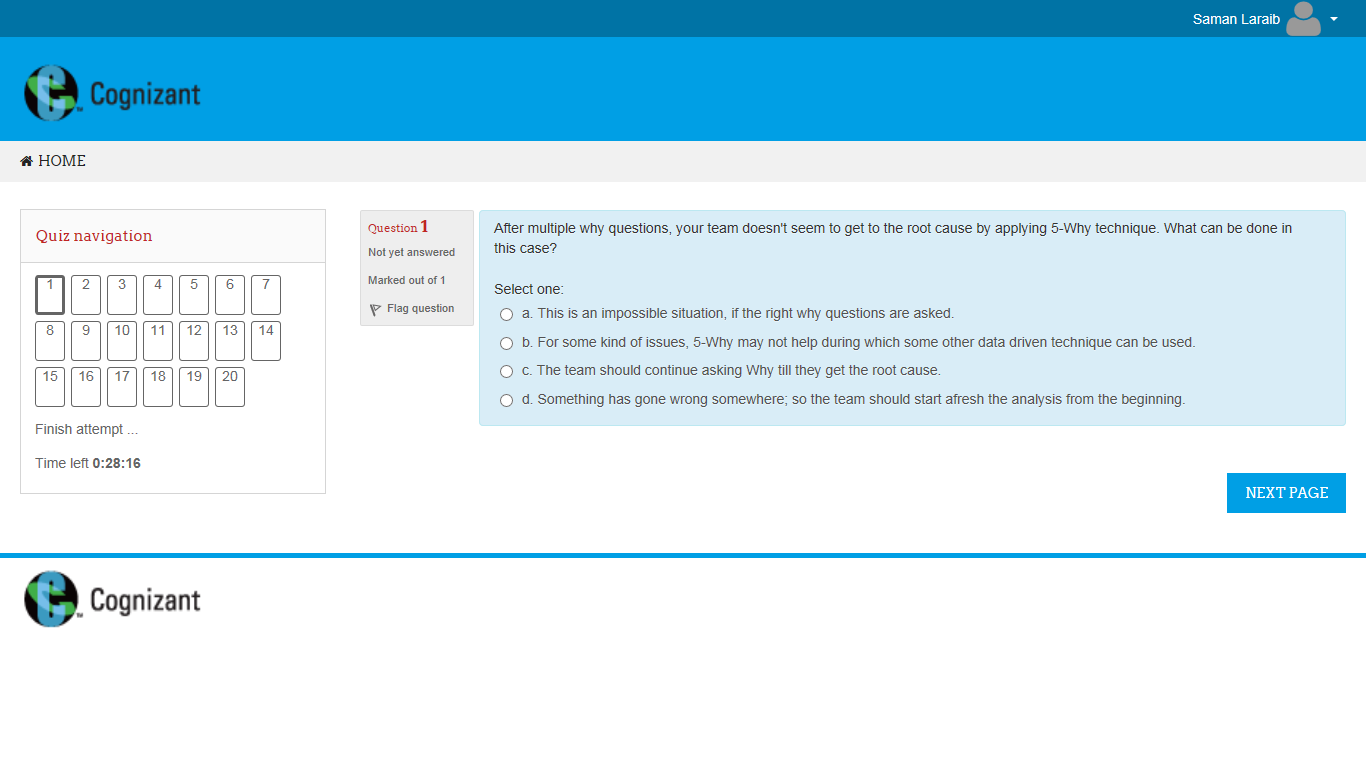 Saman Laraib
Cognizant
HOME
Quiz navigation
1 2 3 4 5 6 7
8 9 10 11 12 13 14
15 16 17 18 19 20
Finish attempt ...
Time left 0:28:16
Question 1
Not yet answered
Marked out of 1
Flag question
After multiple why questions, your team doesn't seem to get to the root cause by applying 5-Why technique. What can be done in
this case?
Select one:
a. This is an impossible situation, if the right why questions are asked.
b. For some kind of issues, 5-Why may not help during which some other data driven technique can be used.
c. The team should continue asking Why till they get the root cause.
d. Something has gone wrong somewhere; so the team should start afresh the analysis from the beginning.
NEXT PAGE
Cognizant